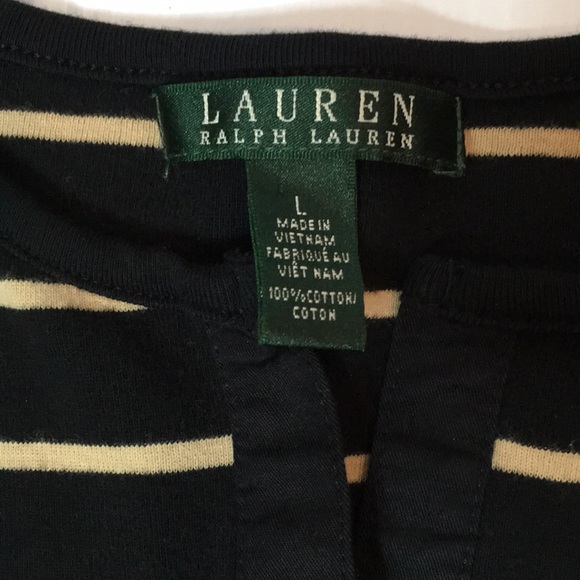 LAUREN
RALPH LAUREN
L
MADE IN
VIETNAM
FABRIQUÉ AU
VIÊT NAM
100%COTTON/
COTON